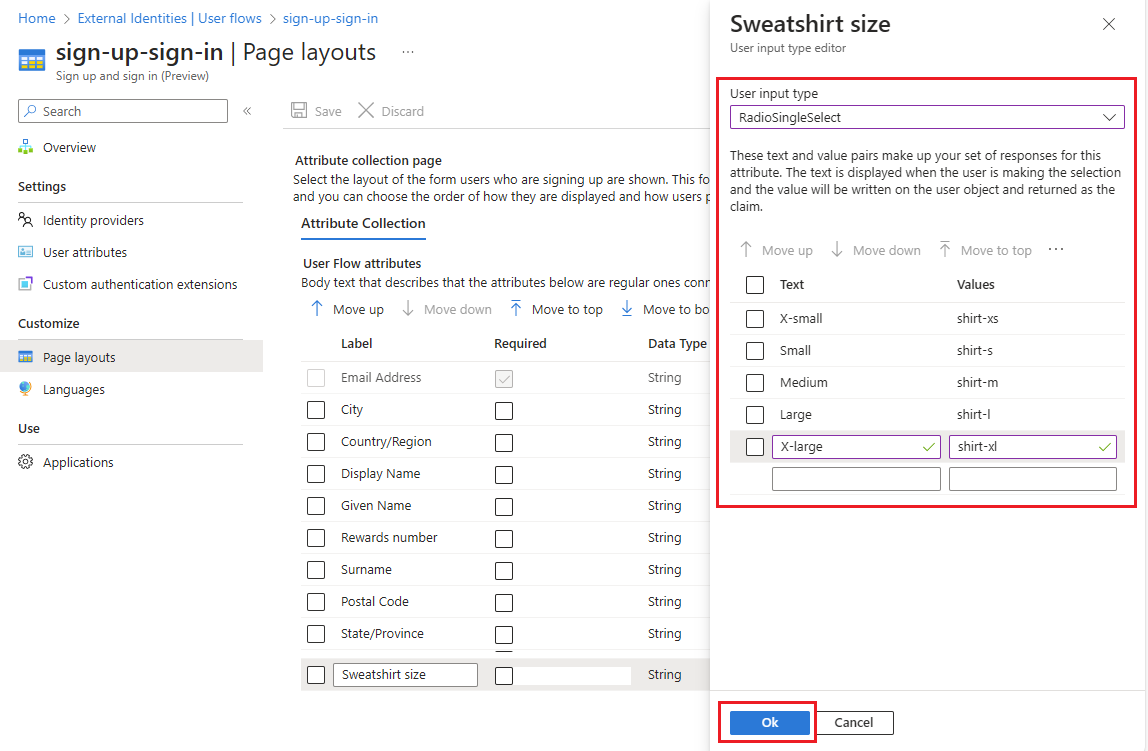 Home > External Identities | User flows > sign-up-sign-in
sign-up-sign-in | Page layouts ...
Sign up and sign in (Preview)
Search
«
Overview
Settings
Identity providers
User attributes
Custom authentication extensions
Customize
Page layouts
Languages
Use
Applications
Save Discard
Attribute collection page
Select the layout of the form users who are signing up are shown. This fo
and you can choose the order of how they are displayed and how users p
Attribute Collection
User Flow attributes
Body text that describes that the attributes below are regular ones conn
Move up Move down Move to top Move to bo
Label Required Data Type
Email Address String
City String
Country/Region String
Display Name String
Given Name String
Rewards number String
Surname String
Postal Code String
State/Province String
Sweatshirt size String
Sweatshirt size
User input type editor
User input type
RadioSingleSelect
These text and value pairs make up your set of responses for this
attribute. The text is displayed when the user is making the selection
and the value will be written on the user object and returned as the
claim.
Move up Move down Move to top ...
Text Values
X-small shirt-xs
Small shirt-s
Medium shirt-m
Large shirt-l
X-large shirt-xl
Ok Cancel